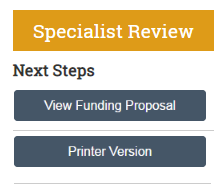 Specialist Review
Next Steps
View Funding Proposal
Printer Version